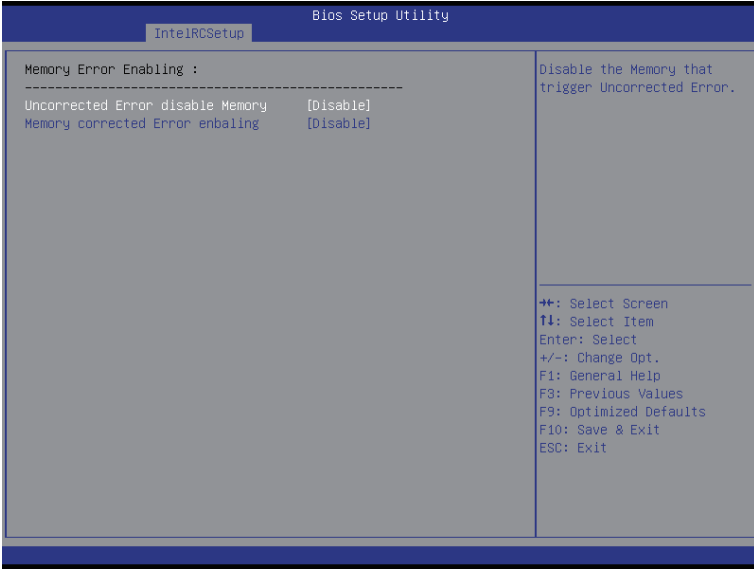 Bios Setup Utility
IntelRCSetup
Memory Error Enabling :
--------------------------------------------------
Uncorrected Error disable Memory [Disable]
Memory corrected Error enbaling [Disable]
Disable the Memory that
trigger Uncorrected Error.
→←: Select Screen
↑↓: Select Item
Enter: Select
+/-: Change Opt.
F1: General Help
F3: Previous Values
F9: Optimized Defaults
F10: Save & Exit
ESC: Exit